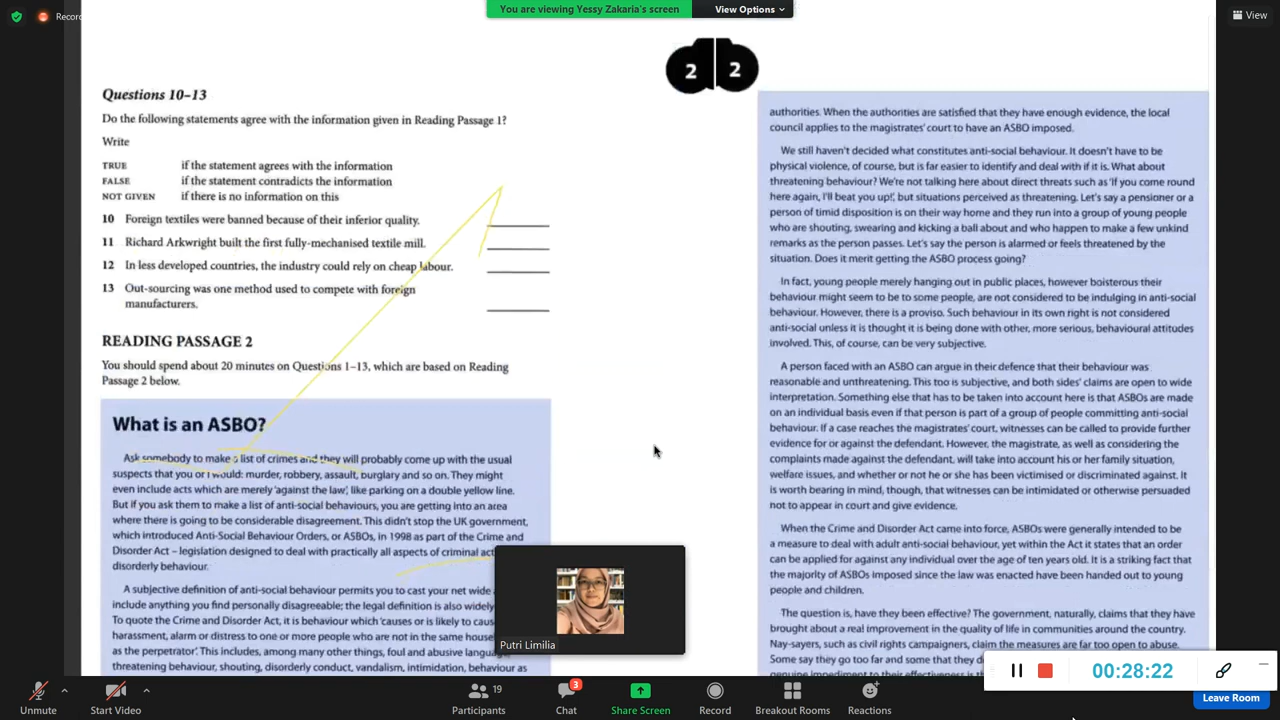 You are viewing Yessy Zakaria's screen
View Options
Recor
View
2 2
Questions 10–13
Do the following statements agree with the information given in Reading Passage 1?
Write
TRUE if the statement agrees with the information
FALSE if the statement contradicts the information
NOT GIVEN if there is no information on this
10 Foreign textiles were banned because of their inferior quality.
11 Richard Arkwright built the first fully-mechanised textile mill.
12 In less developed countries, the industry could rely on cheap labour.
13 Out-sourcing was one method used to compete with foreign
manufacturers.
READING PASSAGE 2
You should spend about 20 minutes on Questions 1–13, which are based on Reading
Passage 2 below.
What is an ASBO?
Ask somebody to make a list of crimes and they will probably come up with the usual
suspects that you or I would: murder, robbery, assault, burglary and so on. They might
even include acts which are merely 'against the law', like parking on a double yellow line.
But if you ask them to make a list of anti-social behaviours, you are getting into an area
where there is going to be considerable disagreement. This didn't stop the UK government,
which introduced Anti-Social Behaviour Orders, or ASBOs, in 1998 as part of the Crime and
Disorder Act – legislation designed to deal with practically all aspects of criminal act
disorderly behaviour.
A subjective definition of anti-social behaviour permits you to cast your net wide
include anything you find personally disagreeable; the legal definition is also widely
To quote the Crime and Disorder Act, it is behaviour which 'causes or is likely to caus
harassment, alarm or distress to one or more people who are not in the same house
as the perpetrator'. This includes, among many other things, foul and abusive languag
threatening behaviour, shouting, disorderly conduct, vandalism, intimidation, behaviour as
authorities. When the authorities are satisfied that they have enough evidence, the local
council applies to the magistrates' court to have an ASBO imposed.
We still haven't decided what constitutes anti-social behaviour. It doesn't have to be
physical violence, of course, but is far easier to identify and deal with if it is. What about
threatening behaviour? We're not talking here about direct threats such as 'If you come round
here again, I'll beat you up!', but situations perceived as threatening. Let's say a pensioner or a
person of timid disposition is on their way home and they run into a group of young people
who are shouting, swearing and kicking a ball about and who happen to make a few unkind
remarks as the person passes. Let's say the person is alarmed or feels threatened by the
situation. Does it merit getting the ASBO process going?
In fact, young people merely hanging out in public places, however boisterous their
behaviour might seem to be to some people, are not considered to be indulging in anti-social
behaviour. However, there is a proviso. Such behaviour in its own right is not considered
anti-social unless it is thought it is being done with other, more serious, behavioural attitudes
involved. This, of course, can be very subjective.
A person faced with an ASBO can argue in their defence that their behaviour was
reasonable and unthreatening. This too is subjective, and both sides' claims are open to wide
interpretation. Something else that has to be taken into account here is that ASBOs are made
on an individual basis even if that person is part of a group of people committing anti-social
behaviour. If a case reaches the magistrates' court, witnesses can be called to provide further
evidence for or against the defendant. However, the magistrate, as well as considering the
complaints made against the defendant, will take into account his or her family situation,
welfare issues, and whether or not he or she has been victimised or discriminated against. It
is worth bearing in mind, though, that witnesses can be intimidated or otherwise persuaded
not to appear in court and give evidence.
When the Crime and Disorder Act came into force, ASBOs were generally intended to be
a measure to deal with adult anti-social behaviour, yet within the Act it states that an order
can be applied for against any individual over the age of ten years old. It is a striking fact that
the majority of ASBOs imposed since the law was enacted have been handed out to young
people and children.
The question is, have they been effective? The government, naturally, claims that they have
brought about a real improvement in the quality of life in communities around the country.
Nay-sayers, such as civil rights campaigners, claim the measures are far too open to abuse.
Some say they go too far and some that they d
Putri Limilia
00:28:22
Unmute
Start Video
19
Participants
3
Chat
Share Screen
Record
Breakout Rooms
Reactions
Leave Room